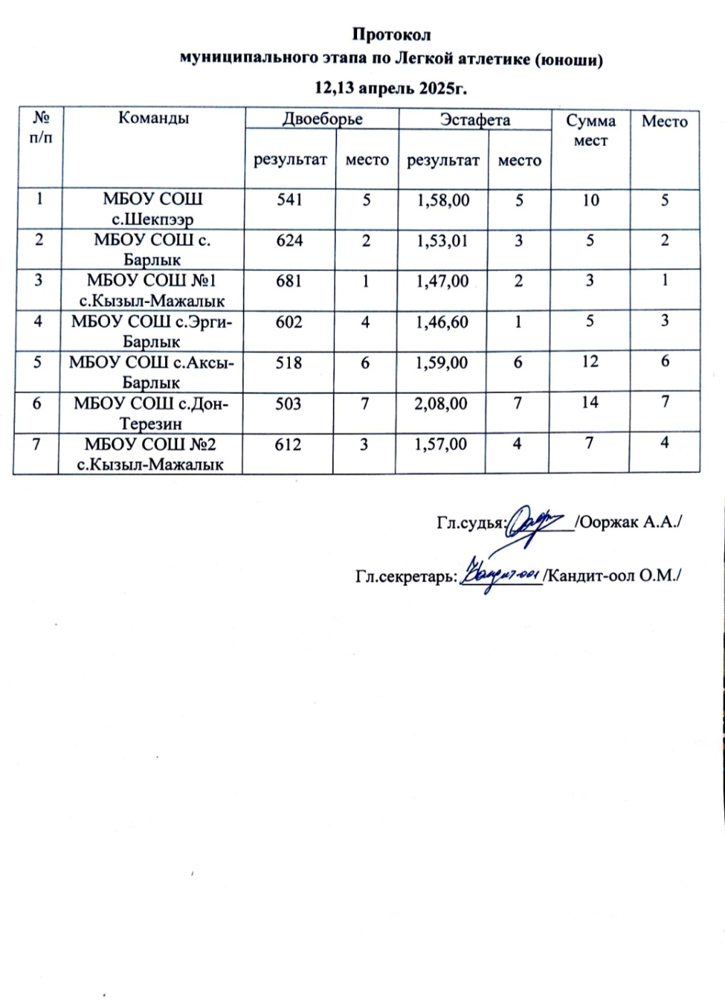 Протокол
муниципального этапа по Легкой атлетике (юноши)
12,13 апрель 2025г.
№ п/п Команды Двоеборье Эстафета Сумма мест Место
результат место результат место
1 МБОУ СОШ с.Шекпээр 541 5 1,58,00 5 10 5
2 МБОУ СОШ с. Барлык 624 2 1,53,01 3 5 2
3 МБОУ СОШ №1 с.Кызыл-Мажалык 681 1 1,47,00 2 3 1
4 МБОУ СОШ с.Эрги-Барлык 602 4 1,46,60 1 5 3
5 МБОУ СОШ с.Аксы-Барлык 518 6 1,59,00 6 12 6
6 МБОУ СОШ с.Дон-Терезин 503 7 2,08,00 7 14 7
7 МБОУ СОШ №2 с.Кызыл-Мажалык 612 3 1,57,00 4 7 4
Гл.судья: /Ооржак А.А./
Гл.секретарь: Кандит-оол /Кандит-оол О.М./